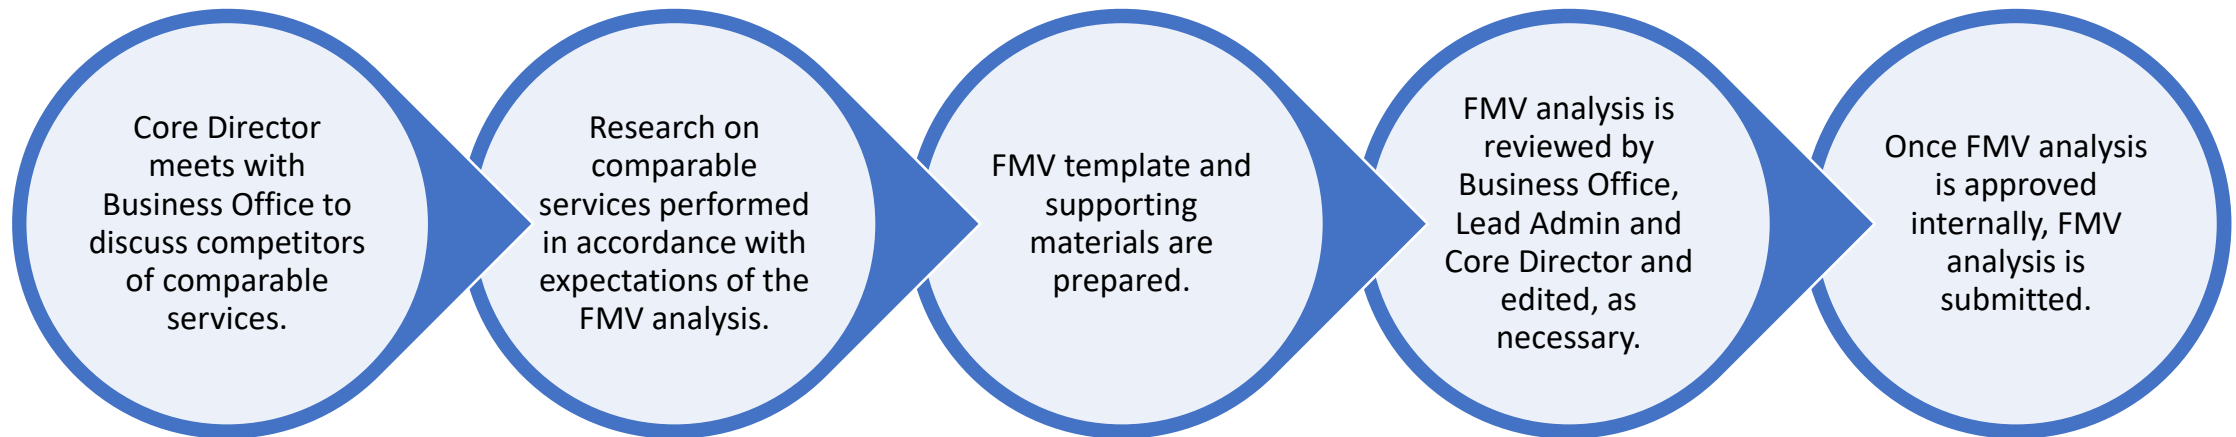 Core Director
meets with
Business Office to
discuss competitors
of comparable
services.
Research on
comparable
services performed
in accordance with
expectations of the
FMV analysis.
FMV template and
supporting
materials are
prepared.
FMV analysis is
reviewed by
Business Office,
Lead Admin and
Core Director and
edited, as
necessary.
Once FMV analysis
is approved
internally, FMV
analysis is
submitted.